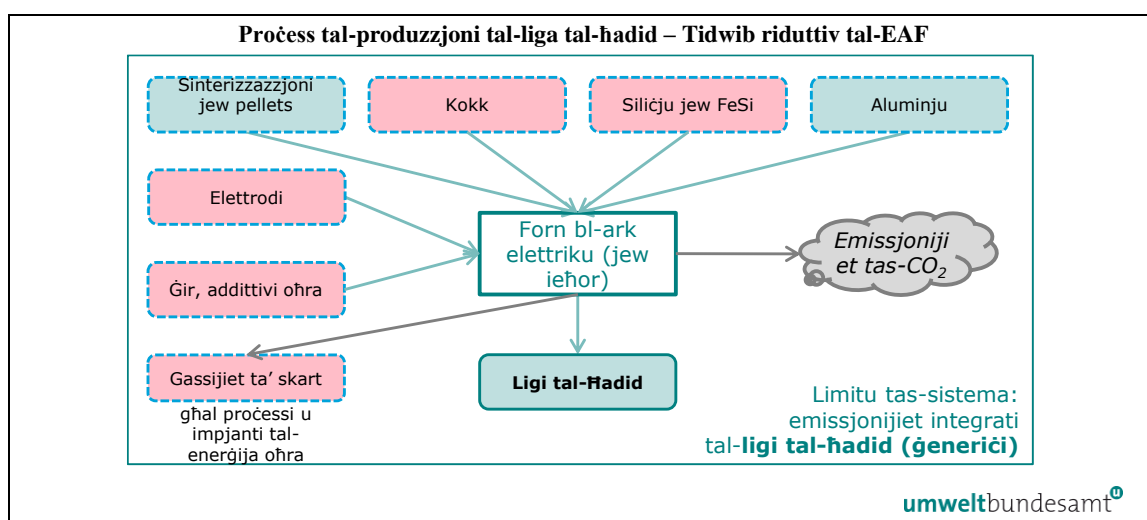 Proċess tal-produzzjoni tal-liga tal-ħadid – Tidwib riduttiv tal-EAF
Sinterizzazzjoni
jew pellets
Kokk
Siliċju jew FeSi
Aluminju
Elettrodi
Forn bl-ark
elettriku (jew
ieħor)
Emissjoniji
et tas-CO2
Ġir, addittivi oħra
Gassijiet ta’ skart
għal proċessi u
impjanti tal-
enerġija oħra
Ligi tal-Ħadid
Limitu tas-sistema:
emissjonijiet integrati
tal-ligi tal-ħadid (ġeneriċi)
umweltbundesamt